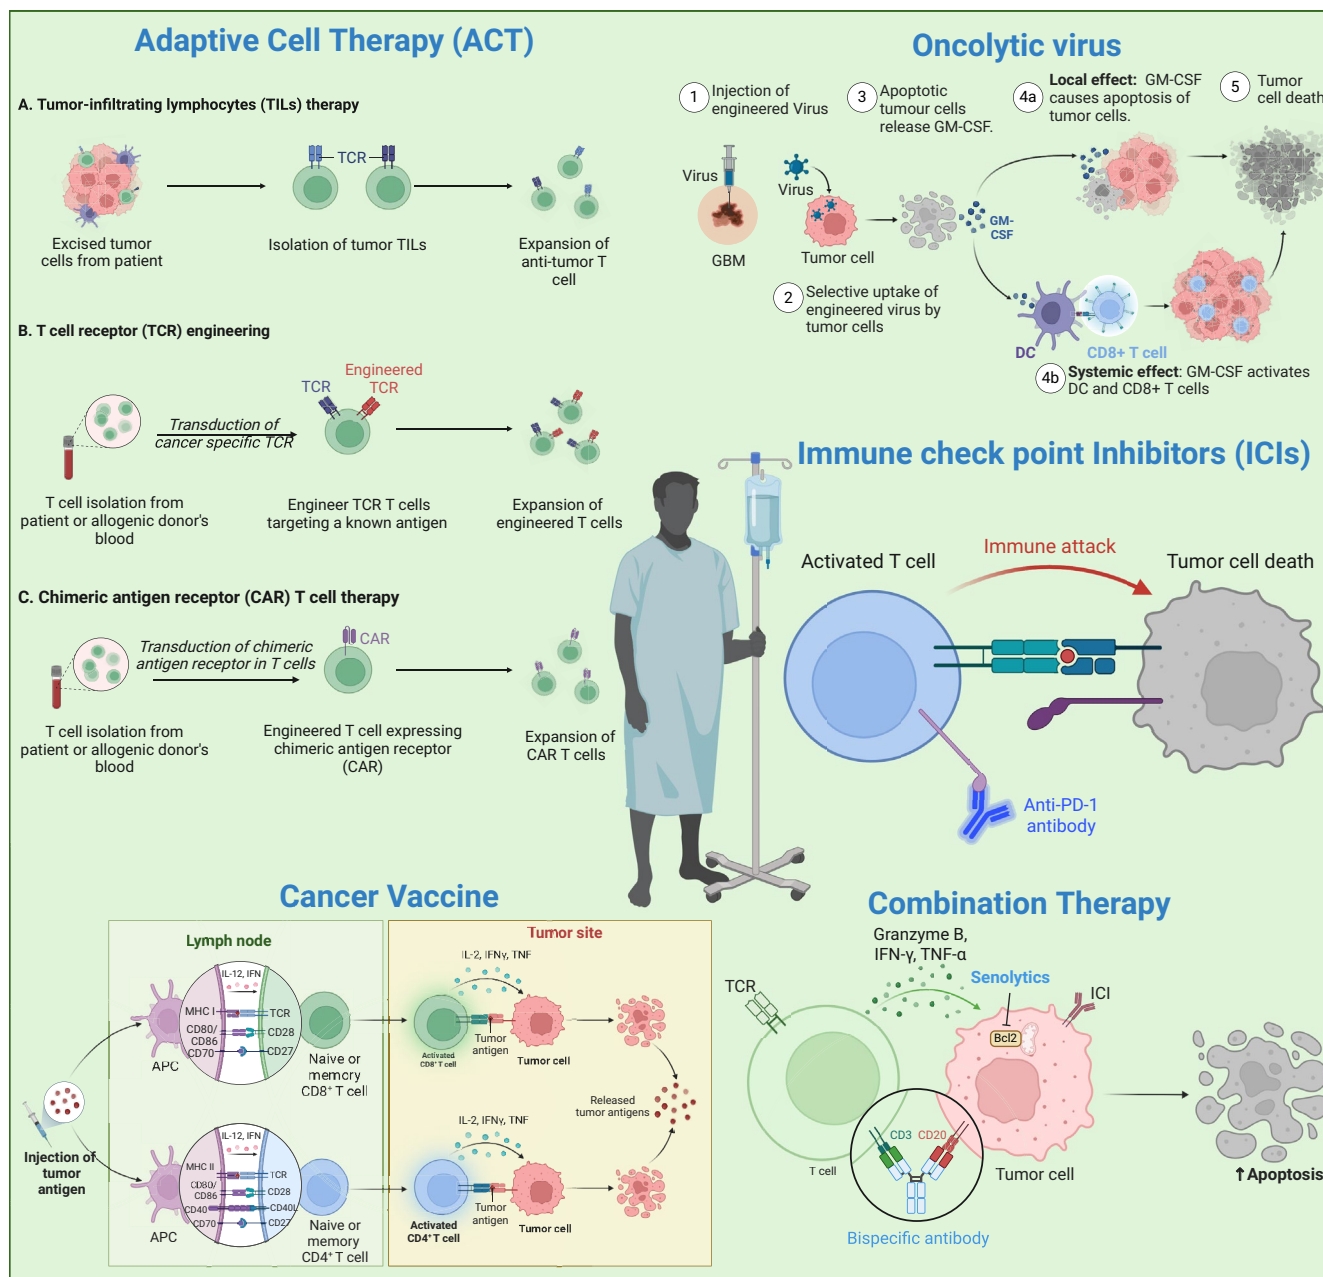 Adaptive Cell Therapy (ACT)
A. Tumor-infiltrating lymphocytes (TILs) therapy
TCR
Excised tumor
cells from patient
Isolation of tumor TILs
Expansion of
anti-tumor T
cell
B. T cell receptor (TCR) engineering
Transduction of
cancer specific TCR
TCR
Engineered
TCR
T cell isolation from
patient or allogenic donor's
blood
Engineer TCR T cells
targeting a known antigen
Expansion of
engineered T cells
C. Chimeric antigen receptor (CAR) T cell therapy
Transduction of chimeric
antigen receptor in T cells
CAR
T cell isolation from
patient or allogenic donor's
blood
Engineered T cell expressing
chimeric antigen receptor
(CAR)
Expansion of
CAR T cells
Oncolytic virus
1
Injection of
engineered Virus
3
Apoptotic
tumour cells
release GM-CSF.
4a
Local effect: GM-CSF
causes apoptosis of
tumor cells.
5
Tumor
cell death
Virus
GBM
Virus
Tumor cell
GM-
CSF
2
Selective uptake of
engineered virus by
tumor cells
DC
CD8+ T cell
4b
Systemic effect: GM-CSF activates
DC and CD8+ T cells
Immune check point Inhibitors (ICIs)
Activated T cell
Immune attack
Tumor cell death
Anti-PD-1
antibody
Cancer Vaccine
Injection of
tumor
antigen
Lymph node
IL-12, IFN
MHC I
TCR
CD80/
CD86
CD28
CD70
CD27
APC
Naive or
memory
CD8+ T cell
IL-12, IFN
MHC II
TCR
CD80/
CD86
CD28
CD40
CD40L
CD70
CD27
APC
Naive or
memory
CD4+ T cell
Tumor site
IL-2, IFNγ, TNF
Activated
CD8+ T cell
Tumor
antigen
Tumor cell
Released
tumor antigens
IL-2, IFNγ, TNF
Activated
CD4+ T cell
Tumor
antigen
Tumor cell
Combination Therapy
Granzyme B,
IFN-γ, TNF-α
Senolytics
TCR
ICI
Bcl2
T cell
CD3
CD20
Tumor cell
Bispecific antibody
↑Apoptosis